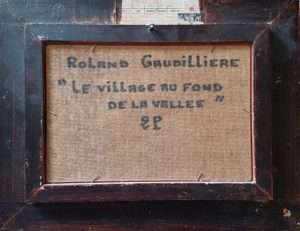 Roland Gaudilliere
"Le village au fond
de la vallee"
2P